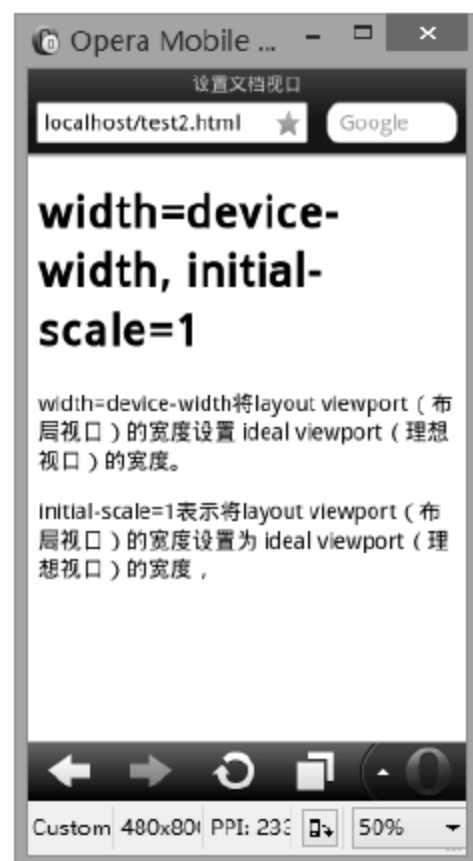 Opera Mobile ...
设置文档视口
localhost/test2.html
Google
width=device-
width, initial-
scale=1
width=device-width将layout viewport（布
局视口）的宽度设置 ideal viewport（理想
视口）的宽度。
initial-scale=1表示将layout viewport（布
局视口）的宽度设置为 ideal viewport（理
想视口）的宽度，
Custom 480x80 PPI: 23 50%